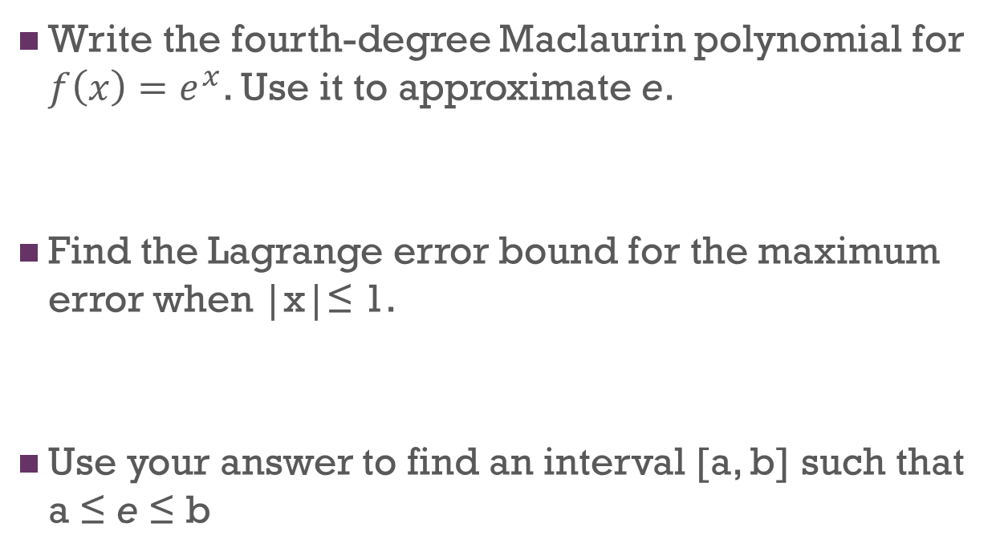 ■ Write the fourth-degree Maclaurin polynomial for
f(x) = eˣ. Use it to approximate e.
■ Find the Lagrange error bound for the maximum
error when |x|≤ 1.
■ Use your answer to find an interval [a, b] such that
a ≤ e ≤ b